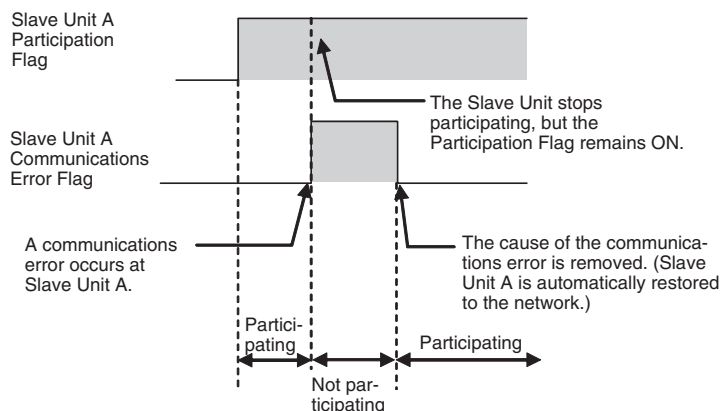 Slave Unit A
Participation
Flag
The Slave Unit stops
participating, but the
Participation Flag remains ON.
Slave Unit A
Communications
Error Flag
A communications
error occurs at
Slave Unit A.
The cause of the communica-
tions error is removed. (Slave
Unit A is automatically restored
to the network.)
Partici-
pating
Not par-
ticipating
Participating